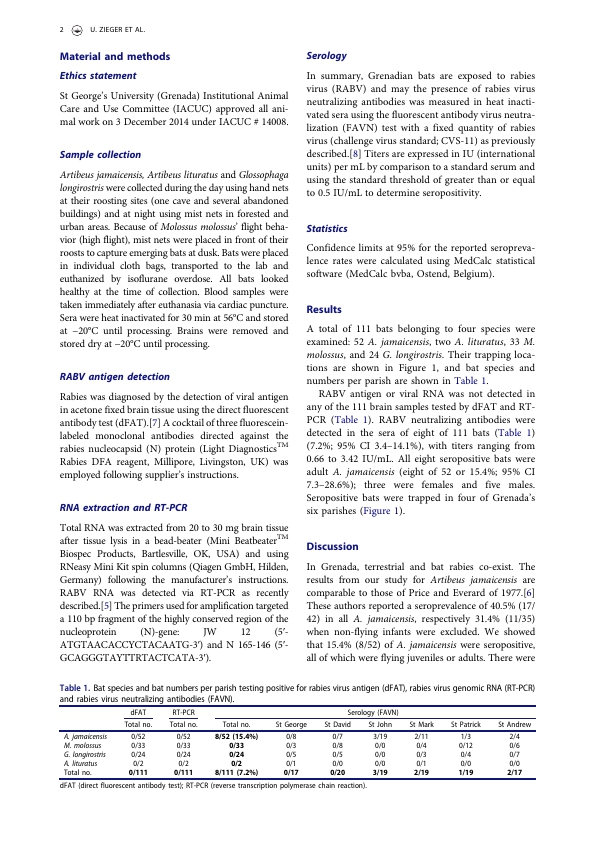 2 U. ZIEGER ET AL.
Material and methods
Ethics statement
St George's University (Grenada) Institutional Animal
Care and Use Committee (IACUC) approved all ani-
mal work on 3 December 2014 under IACUC # 14008.
Sample collection
Artibeus jamaicensis, Artibeus lituratus and Glossophaga
longirostris were collected during the day using hand nets
at their roosting sites (one cave and several abandoned
buildings) and at night using mist nets in forested and
urban areas. Because of Molossus molossus' flight beha-
vior (high flight), mist nets were placed in front of their
roosts to capture emerging bats at dusk. Bats were placed
in individual cloth bags, transported to the lab and
euthanized by isoflurane overdose. All bats looked
healthy at the time of collection. Blood samples were
taken immediately after euthanasia via cardiac puncture.
Sera were heat inactivated for 30 min at 56°C and stored
at −20°C until processing. Brains were removed and
stored dry at −20°C until processing.
RABV antigen detection
Rabies was diagnosed by the detection of viral antigen
in acetone fixed brain tissue using the direct fluorescent
antibody test (dFAT).[7] A cocktail of three fluorescein-
labeled monoclonal antibodies directed against the
rabies nucleocapsid (N) protein (Light Diagnostics™
Rabies DFA reagent, Millipore, Livingston, UK) was
employed following supplier's instructions.
RNA extraction and RT-PCR
Total RNA was extracted from 20 to 30 mg brain tissue
after tissue lysis in a bead-beater (Mini Beatbeater™
Biospec Products, Bartlesville, OK, USA) and using
RNeasy Mini Kit spin columns (Qiagen GmbH, Hilden,
Germany) following the manufacturer's instructions.
RABV RNA was detected via RT-PCR as recently
described.[5] The primers used for amplification targeted
a 110 bp fragment of the highly conserved region of the
nucleoprotein (N)-gene: JW 12 (5′-
ATGTAACACCYCTACAATG-3′) and N 165-146 (5′-
GCAGGGTAYTTRTACTCATA-3′).
Serology
In summary, Grenadian bats are exposed to rabies
virus (RABV) and may the presence of rabies virus
neutralizing antibodies was measured in heat inacti-
vated sera using the fluorescent antibody virus neutra-
lization (FAVN) test with a fixed quantity of rabies
virus (challenge virus standard; CVS-11) as previously
described.[8] Titers are expressed in IU (international
units) per mL by comparison to a standard serum and
using the standard threshold of greater than or equal
to 0.5 IU/mL to determine seropositivity.
Statistics
Confidence limits at 95% for the reported seropreva-
lence rates were calculated using MedCalc statistical
software (MedCalc bvba, Ostend, Belgium).
Results
A total of 111 bats belonging to four species were
examined: 52 A. jamaicensis, two A. lituratus, 33 M.
molossus, and 24 G. longirostris. Their trapping loca-
tions are shown in Figure 1, and bat species and
numbers per parish are shown in Table 1.
RABV antigen or viral RNA was not detected in
any of the 111 brain samples tested by dFAT and RT-
PCR (Table 1). RABV neutralizing antibodies were
detected in the sera of eight of 111 bats (Table 1)
(7.2%; 95% CI 3.4–14.1%), with titers ranging from
0.66 to 3.42 IU/mL. All eight seropositive bats were
adult A. jamaicensis (eight of 52 or 15.4%; 95% CI
7.3–28.6%); three were females and five males.
Seropositive bats were trapped in four of Grenada's
six parishes (Figure 1).
Discussion
In Grenada, terrestrial and bat rabies co-exist. The
results from our study for Artibeus jamaicensis are
comparable to those of Price and Everard of 1977.[6]
These authors reported a seroprevalence of 40.5% (17/
42) in all A. jamaicensis, respectively 31.4% (11/35)
when non-flying infants were excluded. We showed
that 15.4% (8/52) of A. jamaicensis were seropositive,
all of which were flying juveniles or adults. There were
Table 1. Bat species and bat numbers per parish testing positive for rabies virus antigen (dFAT), rabies virus genomic RNA (RT-PCR)
and rabies virus neutralizing antibodies (FAVN).
dFAT RT-PCR Serology (FAVN)
Total no. Total no. Total no. St George St David St John St Mark St Patrick St Andrew
A. jamaicensis 0/52 0/52 8/52 (15.4%) 0/8 0/7 3/19 2/11 1/3 2/4
M. molossus 0/33 0/33 0/33 0/3 0/8 0/0 0/4 0/12 0/6
G. longirostris 0/24 0/24 0/24 0/5 0/5 0/0 0/3 0/4 0/7
A. lituratus 0/2 0/2 0/2 0/1 0/0 0/0 0/1 0/0 0/0
Total no. 0/111 0/111 8/111 (7.2%) 0/17 0/20 3/19 2/19 1/19 2/17
dFAT (direct fluorescent antibody test); RT-PCR (reverse transcription polymerase chain reaction).